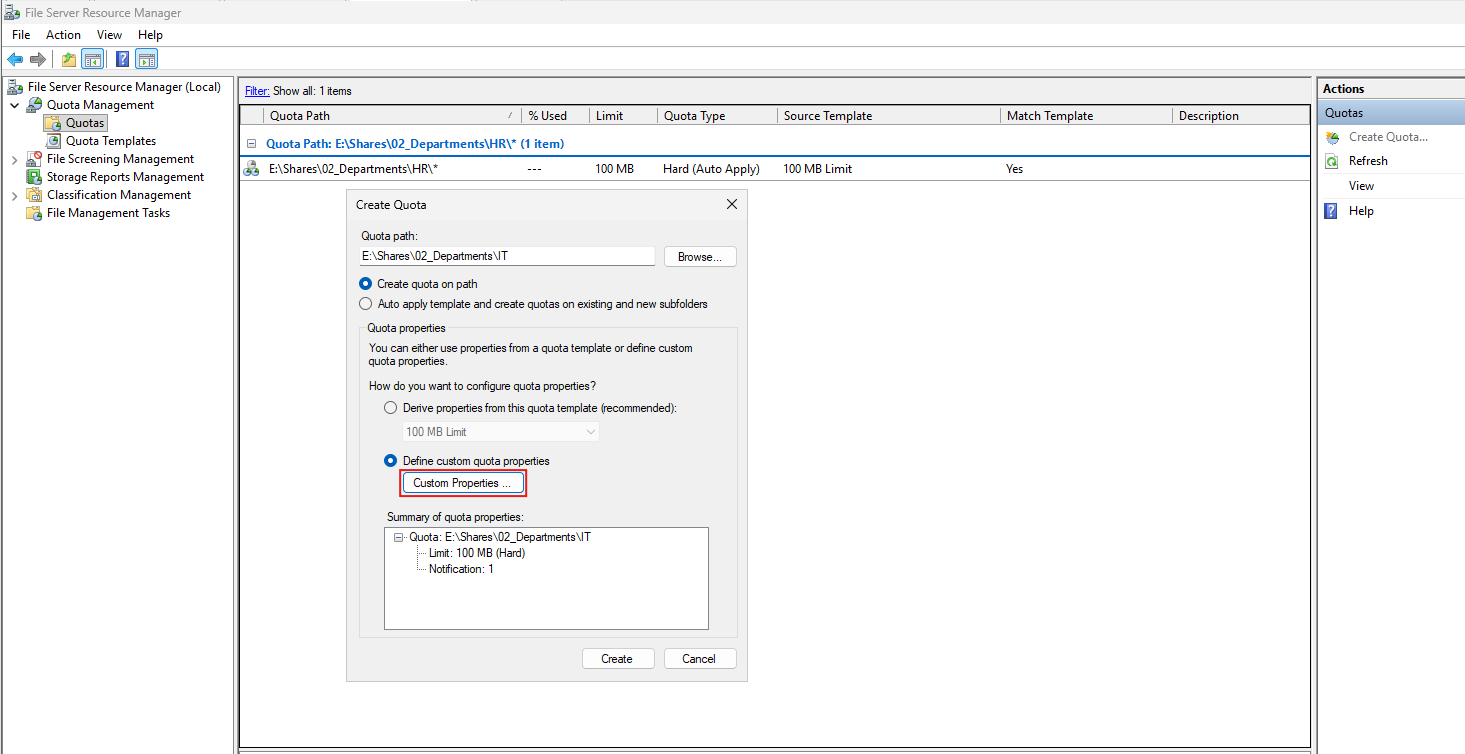 File Server Resource Manager
File Action View Help
File Server Resource Manager (Local)
Quota Management
Quotas
Quota Templates
File Screening Management
Storage Reports Management
Classification Management
File Management Tasks
Filter: Show all: 1 items
Quota Path / % Used Limit Quota Type Source Template Match Template Description
Quota Path: E:\Shares\02_Departments\HR\* (1 item)
E:\Shares\02_Departments\HR\* --- 100 MB Hard (Auto Apply) 100 MB Limit Yes
Create Quota
Quota path:
E:\Shares\02_Departments\IT
Browse...
Create quota on path
Auto apply template and create quotas on existing and new subfolders
Quota properties
You can either use properties from a quota template or define custom
quota properties.
How do you want to configure quota properties?
Derive properties from this quota template (recommended):
100 MB Limit
Define custom quota properties
Custom Properties ...
Summary of quota properties:
Quota: E:\Shares\02_Departments\IT
Limit: 100 MB (Hard)
Notification: 1
Create Cancel
Actions
Quotas
Create Quota...
Refresh
View
Help